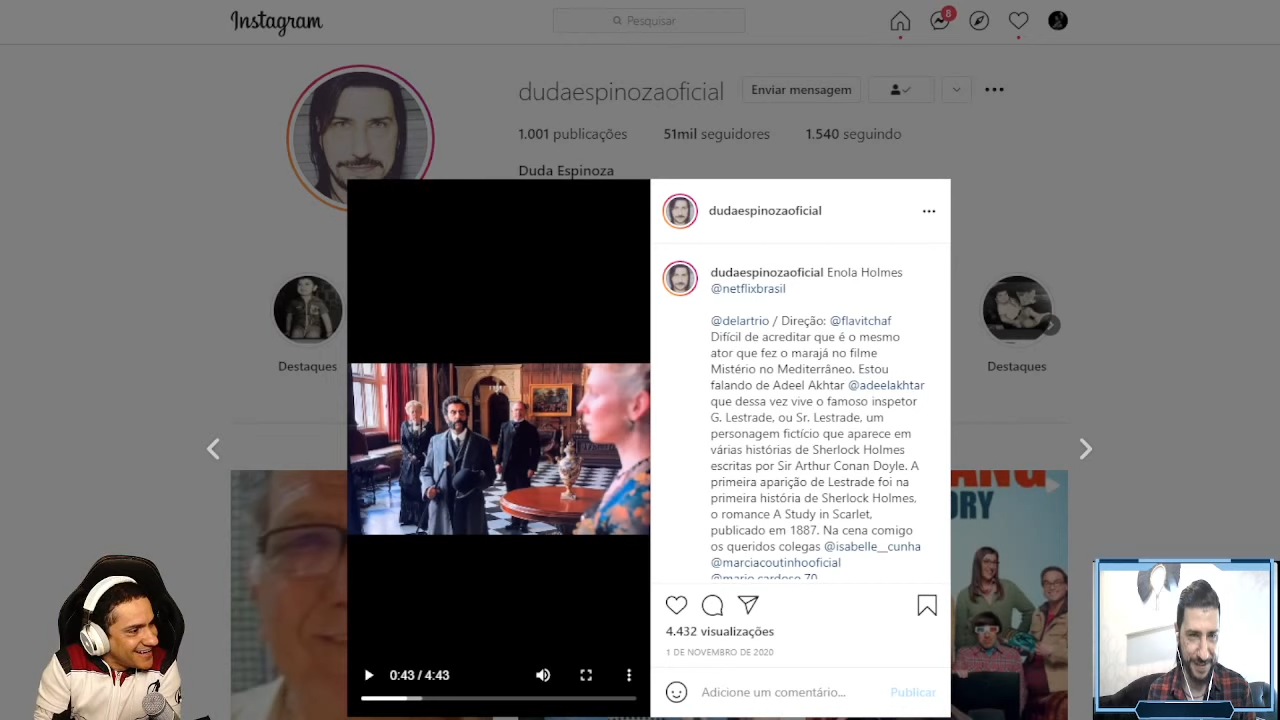 Instagram
Pesquisar
8
dudaespinozaoficial
Enviar mensagem
1.001 publicações
51mil seguidores
1.540 seguindo
Duda Espinoza
Destaques
Destaques
dudaespinozaoficial
dudaespinozaoficial Enola Holmes
@netflixbrasil
@delartrio / Direção: @flavitchaf
Difícil de acreditar que é o mesmo
ator que fez o marajá no filme
Mistério no Mediterrâneo. Estou
falando de Adeel Akhtar @adeelakhtar
que dessa vez vive o famoso inspetor
G. Lestrade, ou Sr. Lestrade, um
personagem fictício que aparece em
várias histórias de Sherlock Holmes
escritas por Sir Arthur Conan Doyle. A
primeira aparição de Lestrade foi na
primeira história de Sherlock Holmes,
o romance A Study in Scarlet,
publicado em 1887. Na cena comigo
os queridos colegas @isabelle__cunha
@marciacoutinhooficial
@mario.cardoso.70
ANG
ORY
4.432 visualizações
1 DE NOVEMBRO DE 2020
0:43 / 4:43
Adicione um comentário...
Publicar